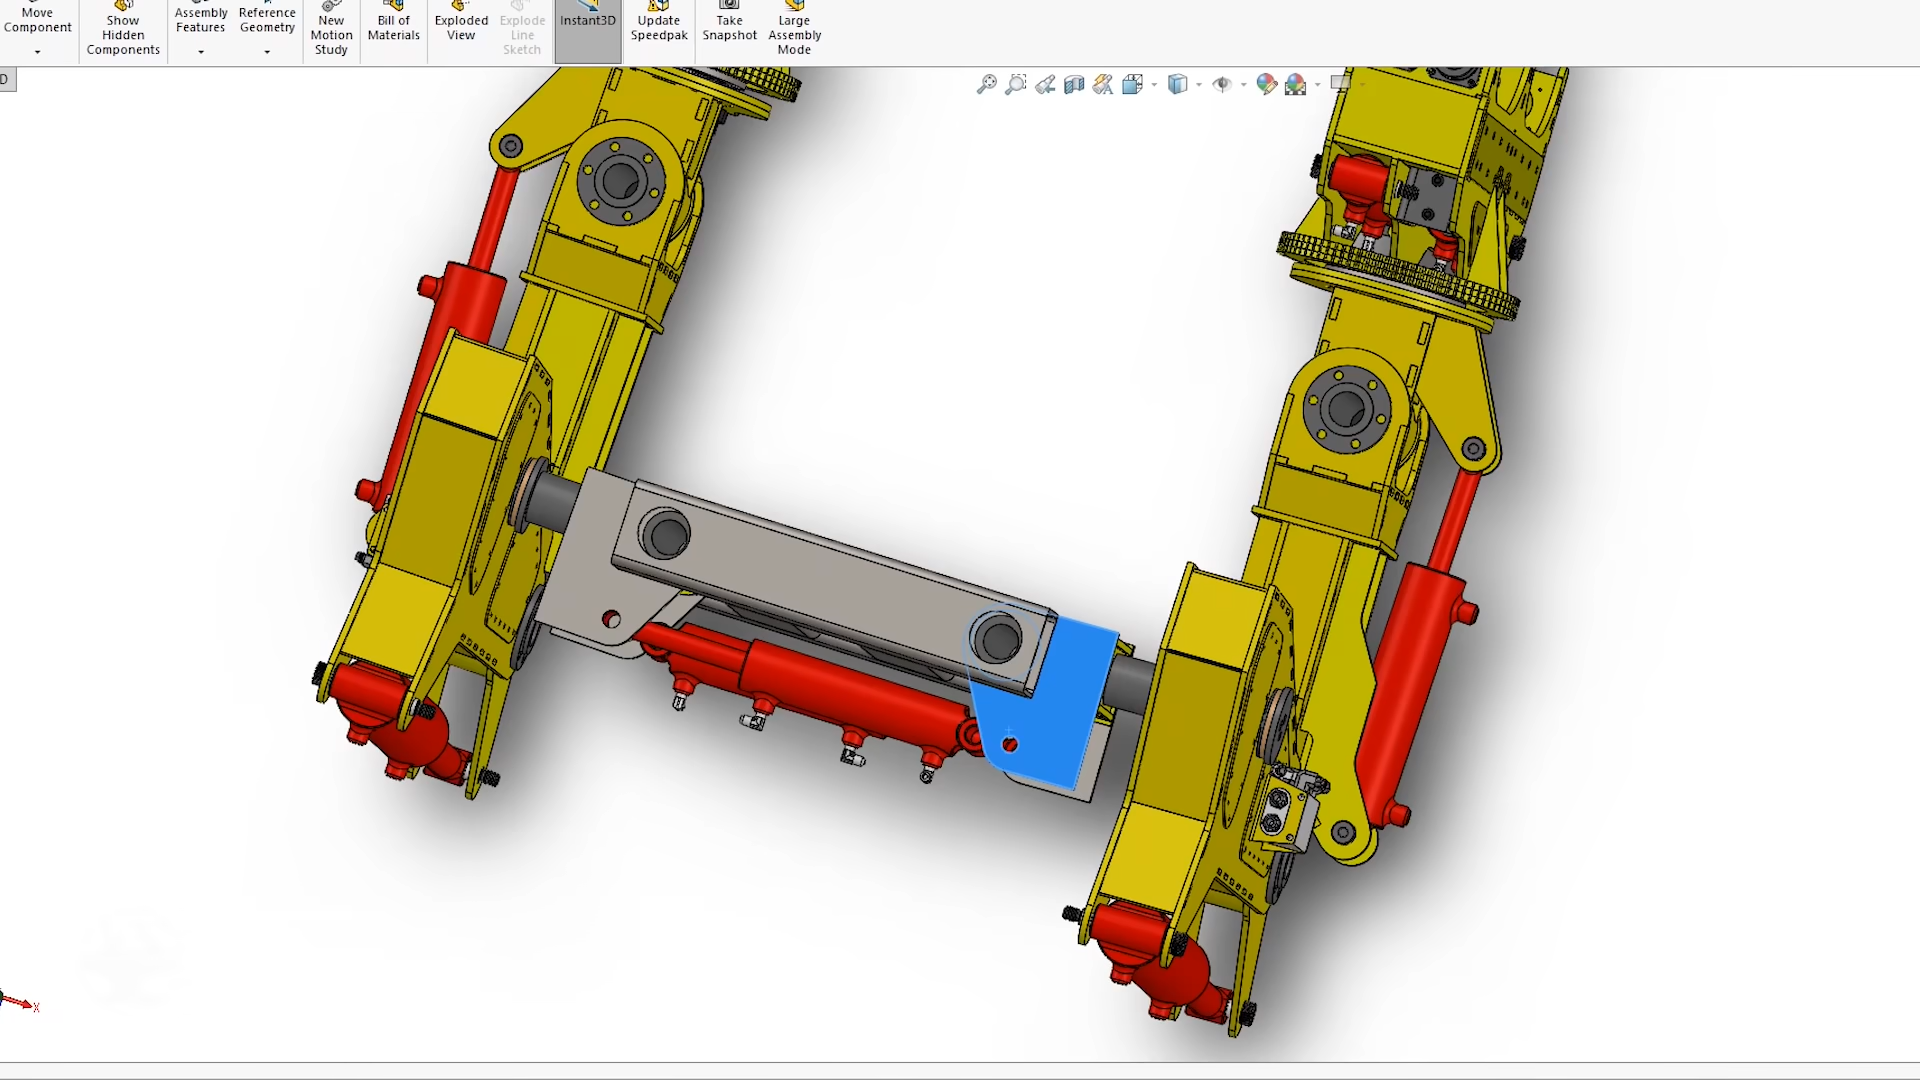 Move
Component
Show
Hidden
Components
Assembly
Features
Reference
Geometry
New
Motion
Study
Bill of
Materials
Exploded
View
Explode
Line
Sketch
Instant3D
Update
Speedpak
Take
Snapshot
Large
Assembly
Mode
D
X